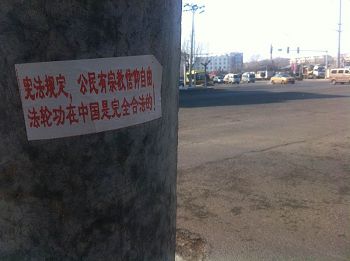 宪法规定，公民有宗教信仰自由
法轮功在中国是完全合法的！